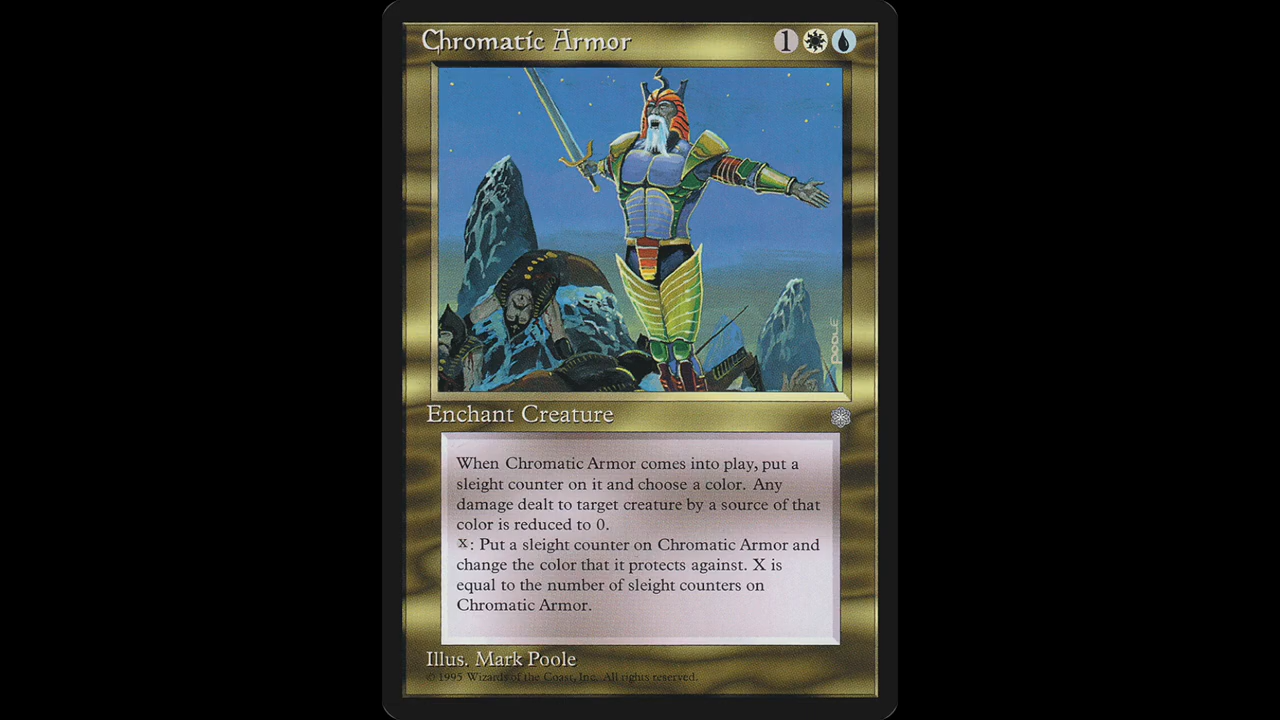 Chromatic Armor 1
POOLE
Enchant Creature
When Chromatic Armor comes into play, put a
sleight counter on it and choose a color. Any
damage dealt to target creature by a source of that
color is reduced to 0.
X: Put a sleight counter on Chromatic Armor and
change the color that it protects against. X is
equal to the number of sleight counters on
Chromatic Armor.
Illus. Mark Poole
© 1995 Wizards of the Coast, Inc. All rights reserved.